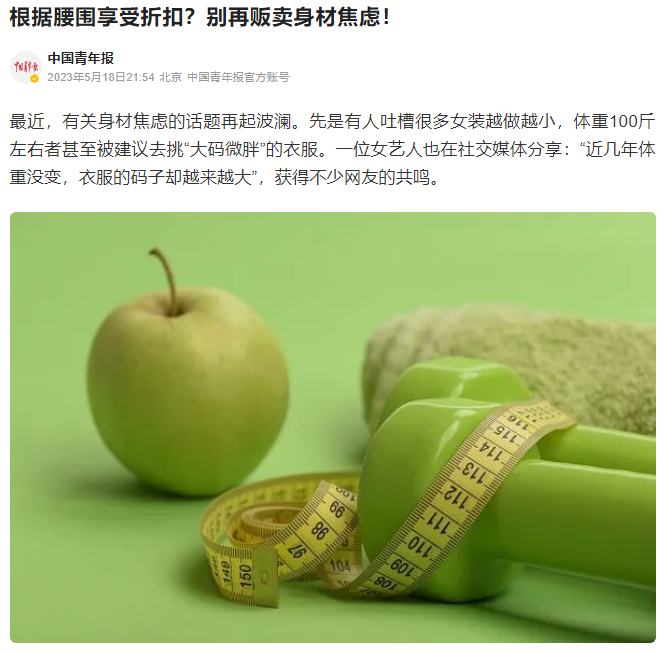 根据腰围享受折扣？别再贩卖身材焦虑！
中国青年报
中国青年报
2023年5月18日21:54 北京 中国青年报官方账号
最近，有关身材焦虑的话题再起波澜。先是有人吐槽很多女装越做越小，体重100斤
左右者甚至被建议去挑“大码微胖”的衣服。一位女艺人也在社交媒体分享：“近几年体
重没变，衣服的码子却越来越大”，获得不少网友的共鸣。
116
115
114
113
112
111
110
109
108
100
99
98
97
104
149
150